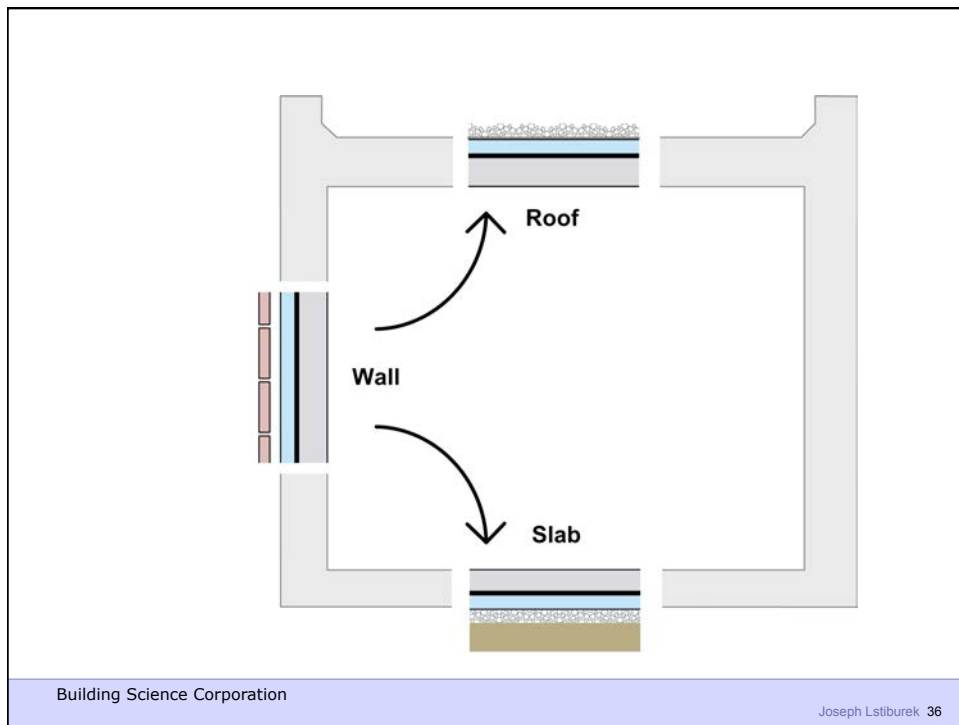 Roof
Wall
Slab
Building Science Corporation
Joseph Lstiburek 36